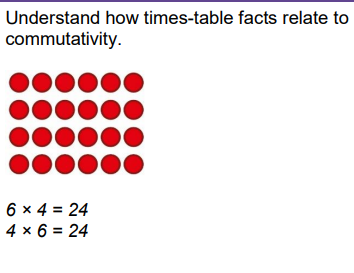 Understand how times-table facts relate to
commutativity.
6 × 4 = 24
4 × 6 = 24